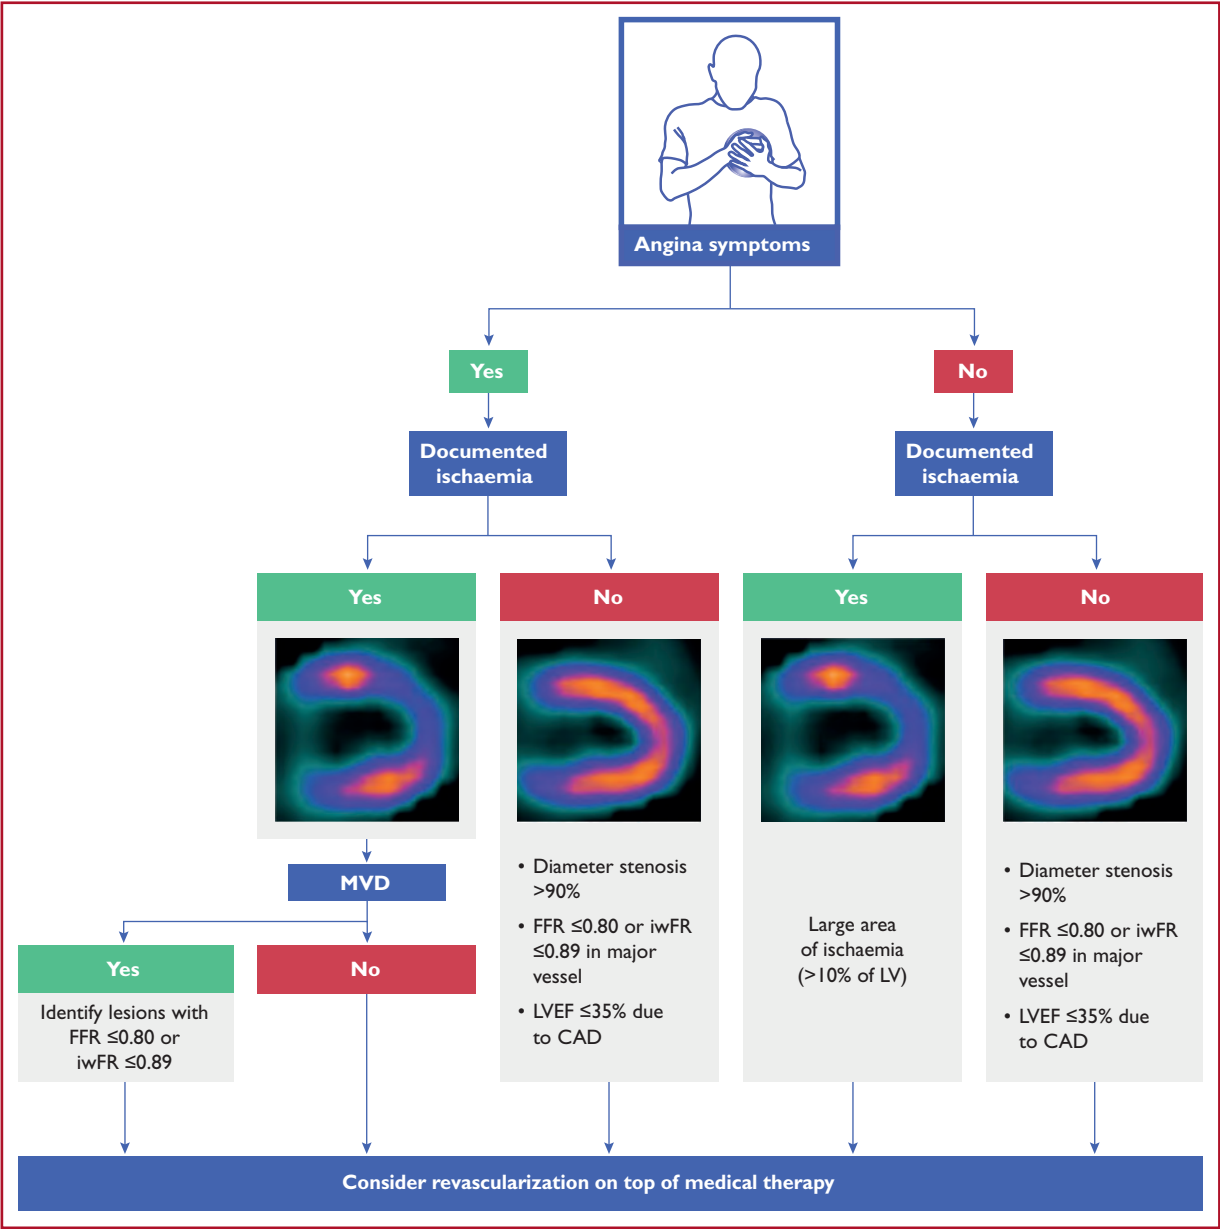 Angina symptoms
Yes
No
Documented
ischaemia
Documented
ischaemia
Yes
No
Yes
No
MVD
Yes
No
Identify lesions with
FFR ≤0.80 or
iwFR ≤0.89
• Diameter stenosis
>90%
• FFR ≤0.80 or iwFR
≤0.89 in major
vessel
• LVEF ≤35% due
to CAD
Large area
of ischaemia
(>10% of LV)
• Diameter stenosis
>90%
• FFR ≤0.80 or iwFR
≤0.89 in major
vessel
• LVEF ≤35% due
to CAD
Consider revascularization on top of medical therapy